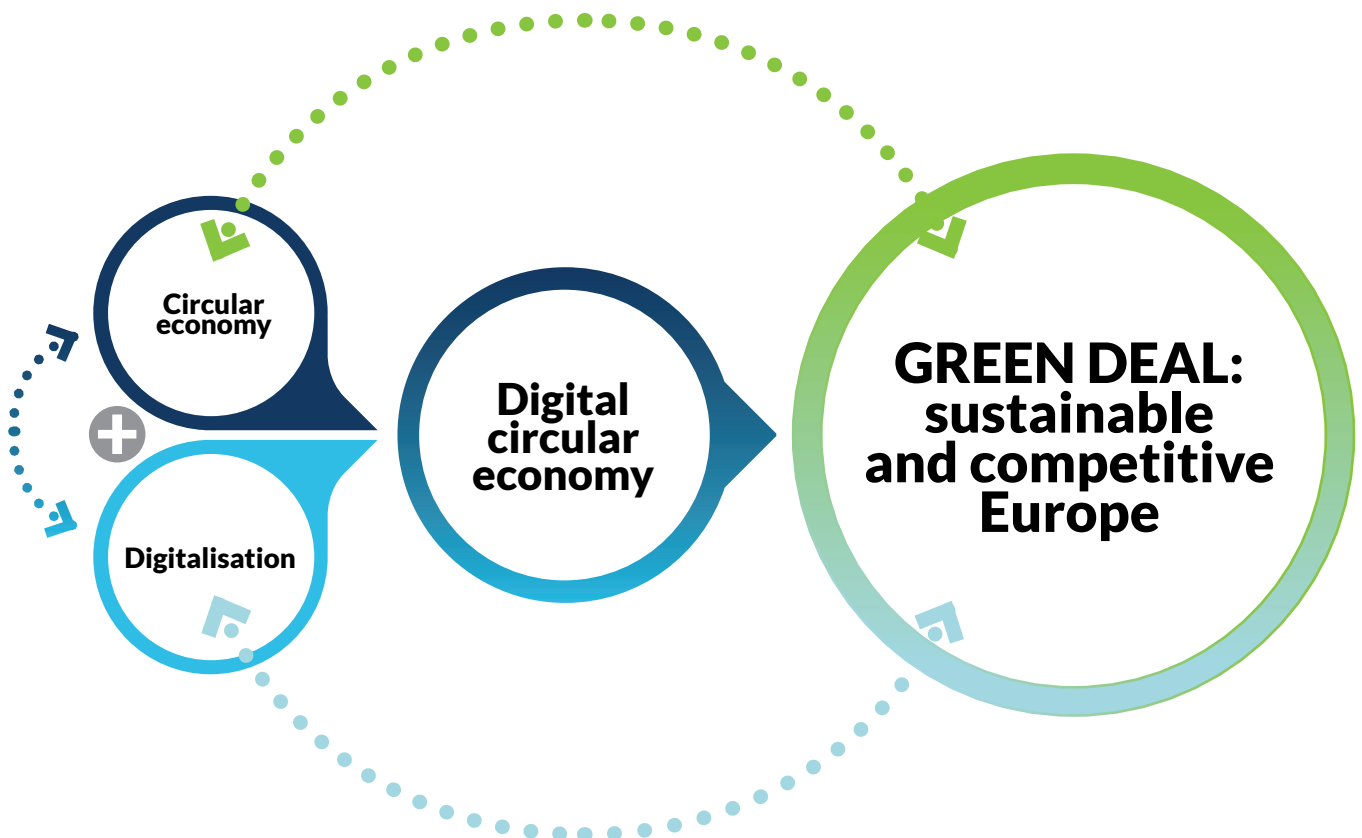 Circular
economy
Digitalisation
Digital
circular
economy
GREEN DEAL:
sustainable
and competitive
Europe